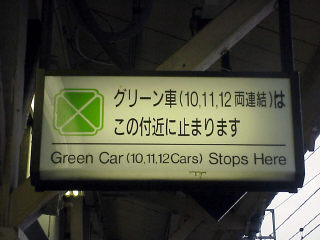 グリーン車(10,11,12両連結)は
この付近に止まります
Green Car (10,11,12Cars) Stops Here